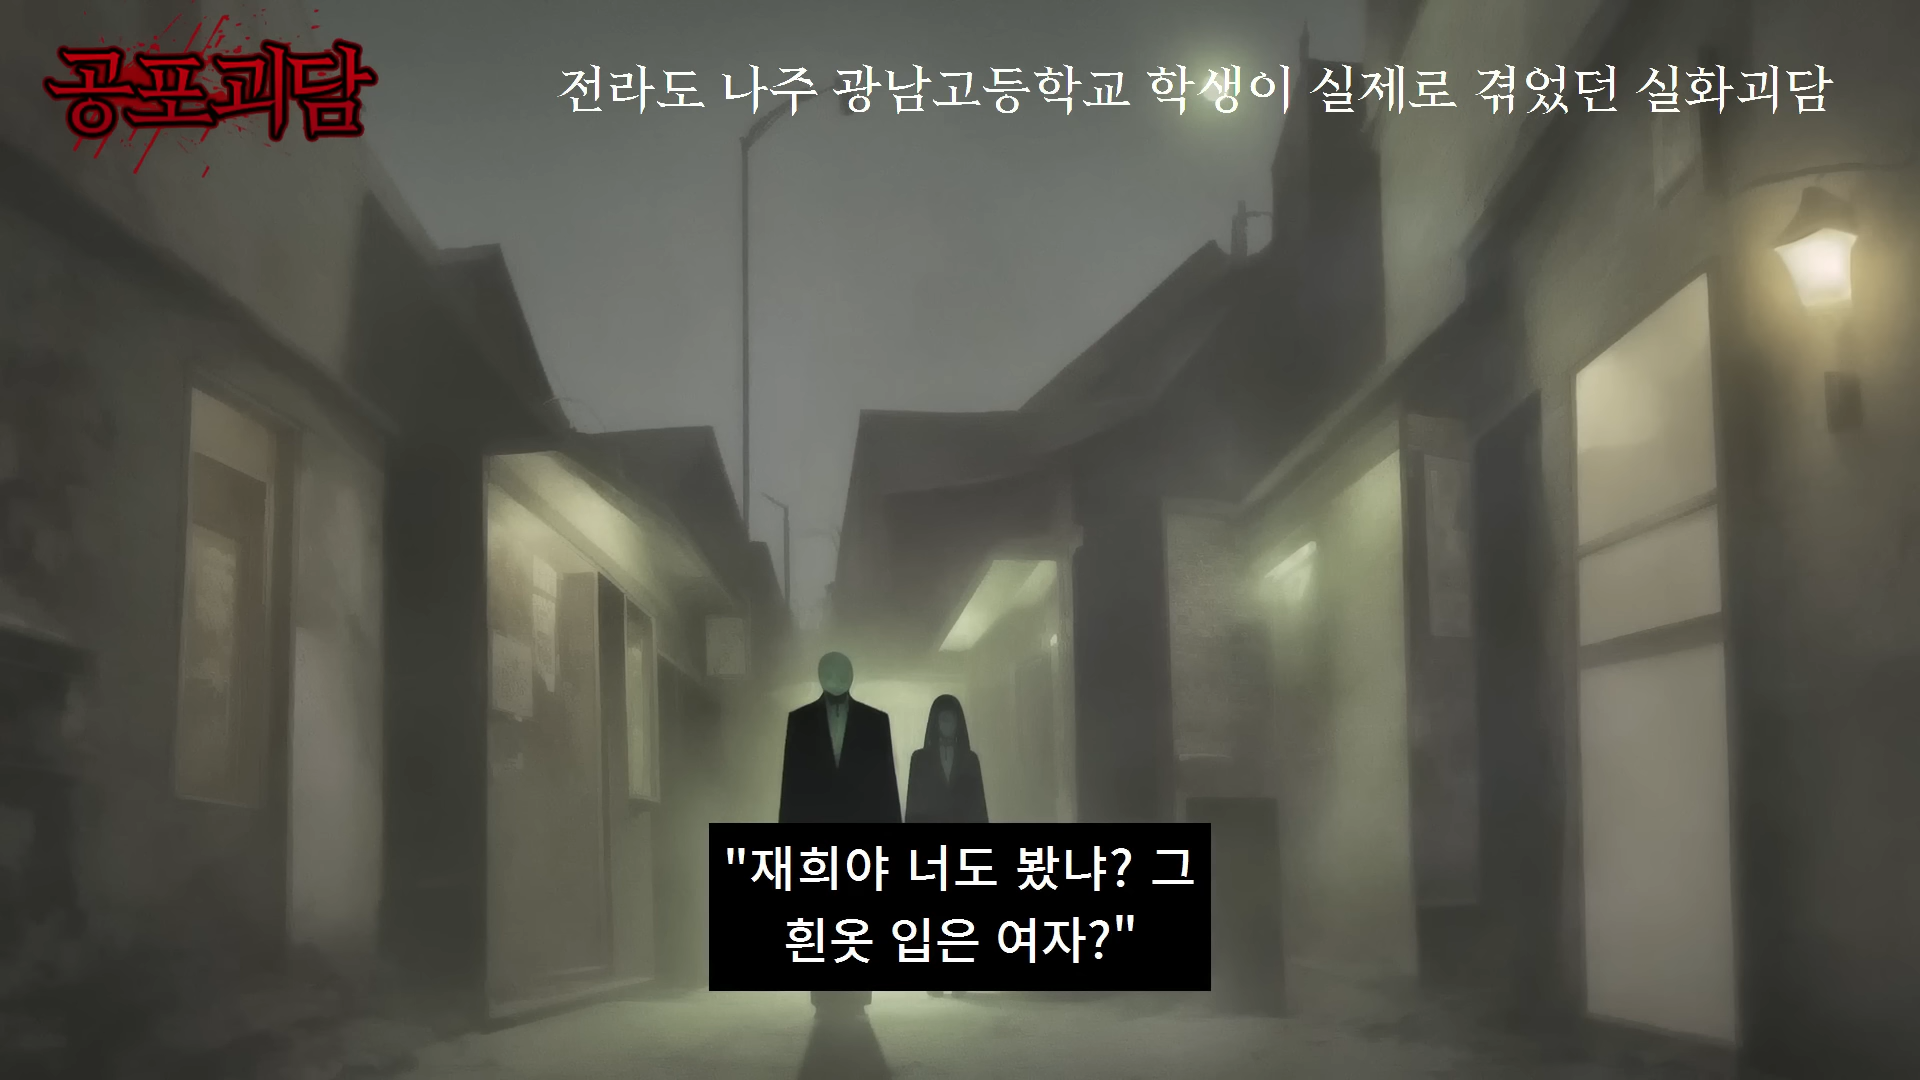 공포괴담
전라도 나주 광남고등학교 학생이 실제로 겪었던 실화괴담
"재희야 너도 봤냐? 그
흰옷 입은 여자?"